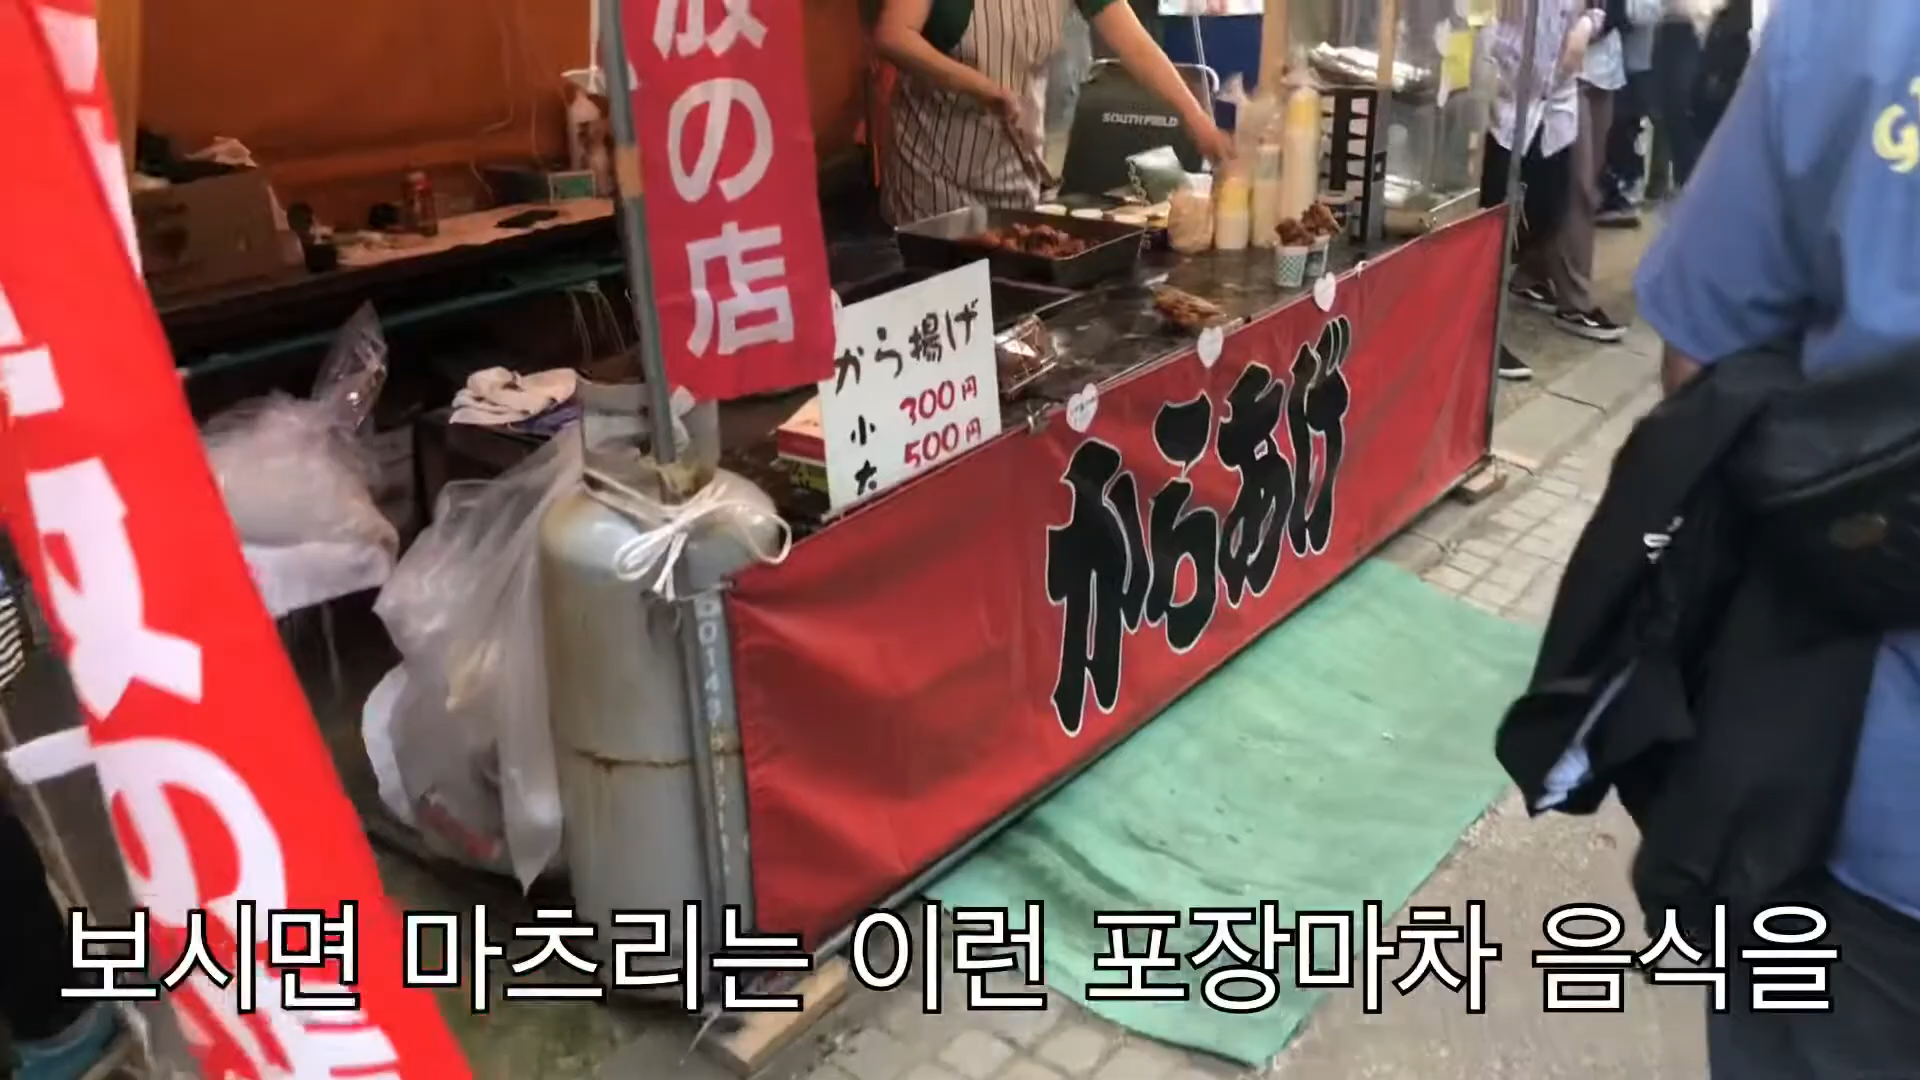 の店
SOUTHFIELD
から揚げ
小 300円
大 500円
からあげ
보시면 마츠리는 이런 포장마차 음식을